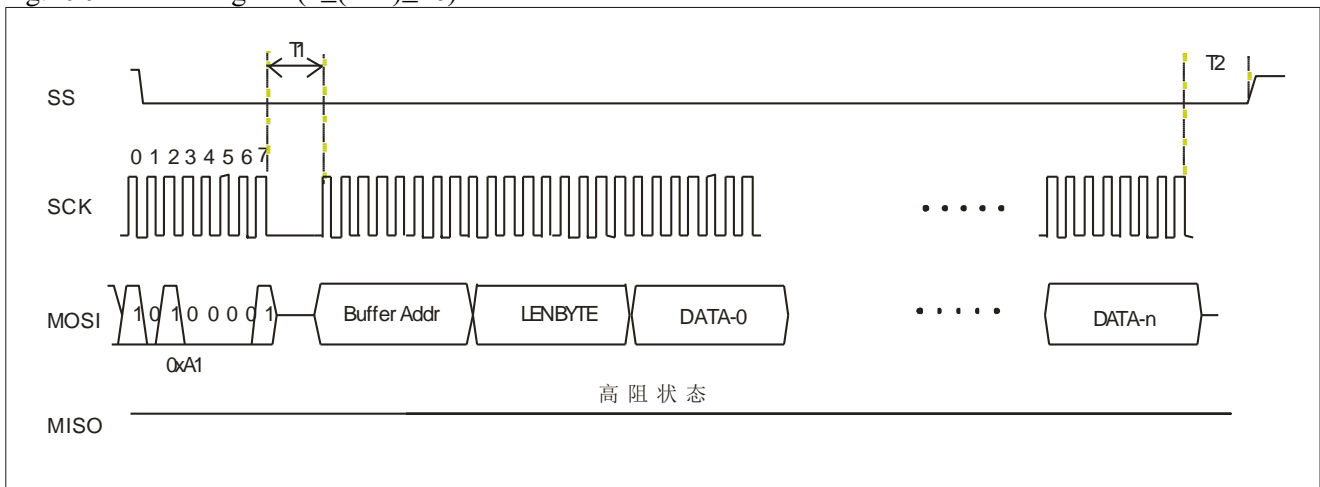 T1
T2
SS
0 1 2 3 4 5 6 7
SCK
MOSI
1 0 1 0 0 0 0 1
Buffer Addr
LENBYTE
DATA-0
DATA-n
0xA1
高阻状态
MISO